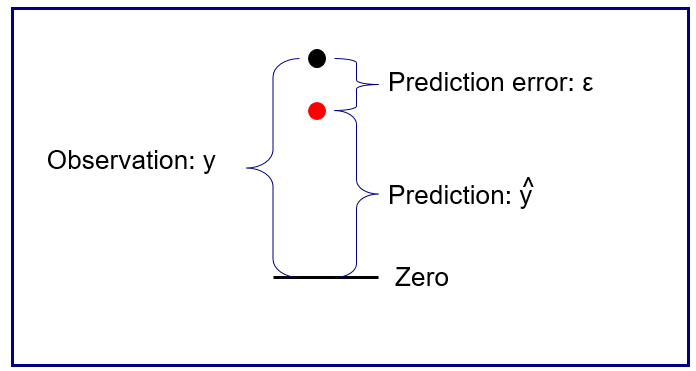 Prediction error: ε
Observation: y
Prediction: ŷ
Zero